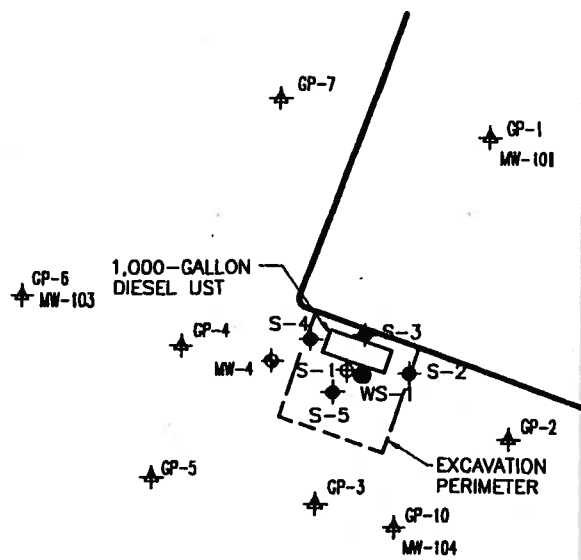 GP-7
GP-1
MW-101
1,000-GALLON
DIESEL UST
GP-6
MW-103
GP-4
S-4
S-3
MW-4
S-1
S-2
WS-1
S-5
GP-2
EXCAVATION
PERIMETER
GP-5
GP-3
GP-10
MW-104